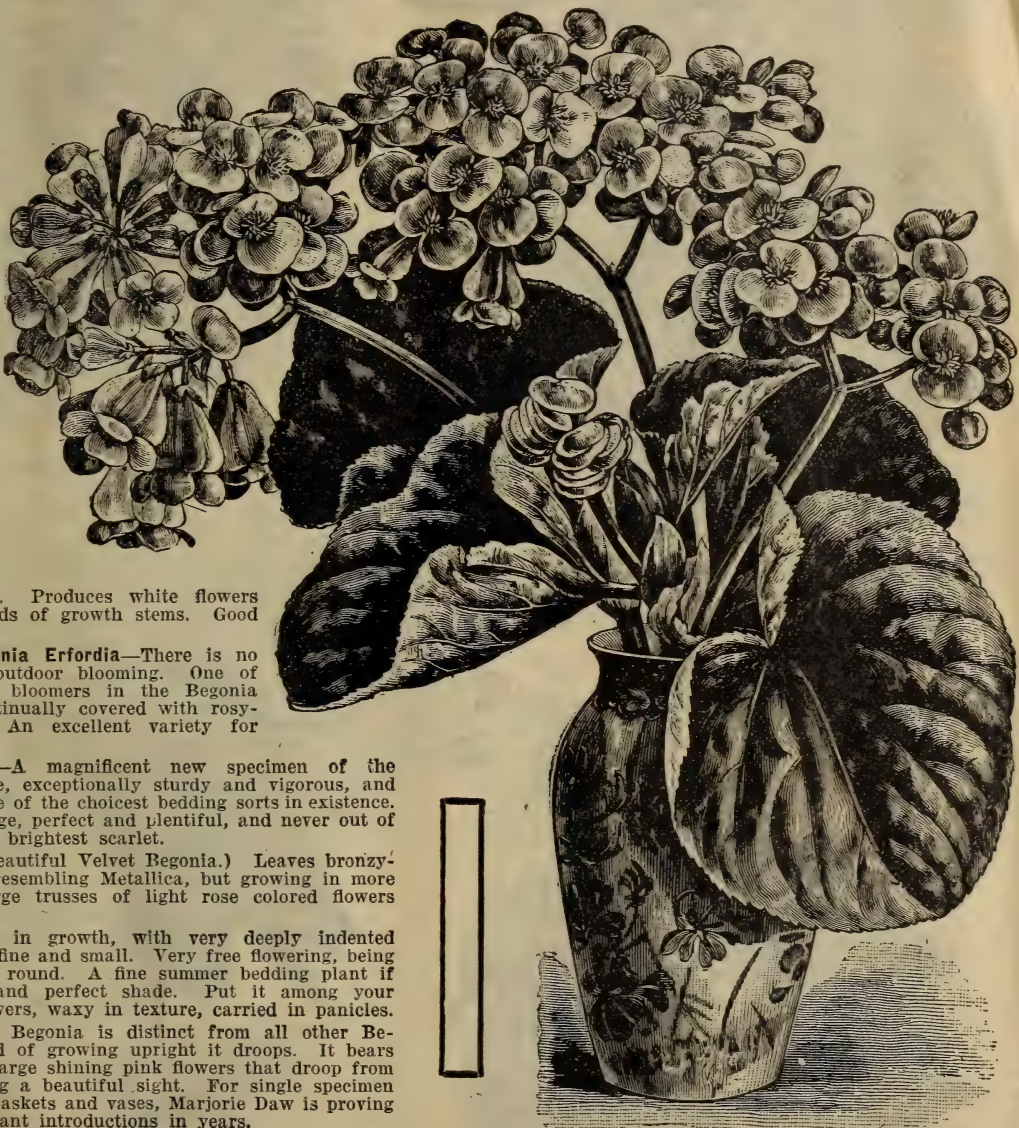 . Produces white flowers
ds of growth stems. Good
nia Erfordia—There is no
outdoor blooming. One of
bloomers in the Begonia
tinually covered with rosy-
An excellent variety for
—A magnificent new specimen of the
e, exceptionally sturdy and vigorous, and
e of the choicest bedding sorts in existence.
ge, perfect and plentiful, and never out of
brightest scarlet.
eautiful Velvet Begonia.) Leaves bronzy-
resembling Metallica, but growing in more
rge trusses of light rose colored flowers
in growth, with very deeply indented
fine and small. Very free flowering, being
round. A fine summer bedding plant if
and perfect shade. Put it among your
vers, waxy in texture, carried in panicles.
Begonia is distinct from all other Be-
d of growing upright it droops. It bears
large shining pink flowers that droop from
g a beautiful sight. For single specimen
askets and vases, Marjorie Daw is proving
ant introductions in years.